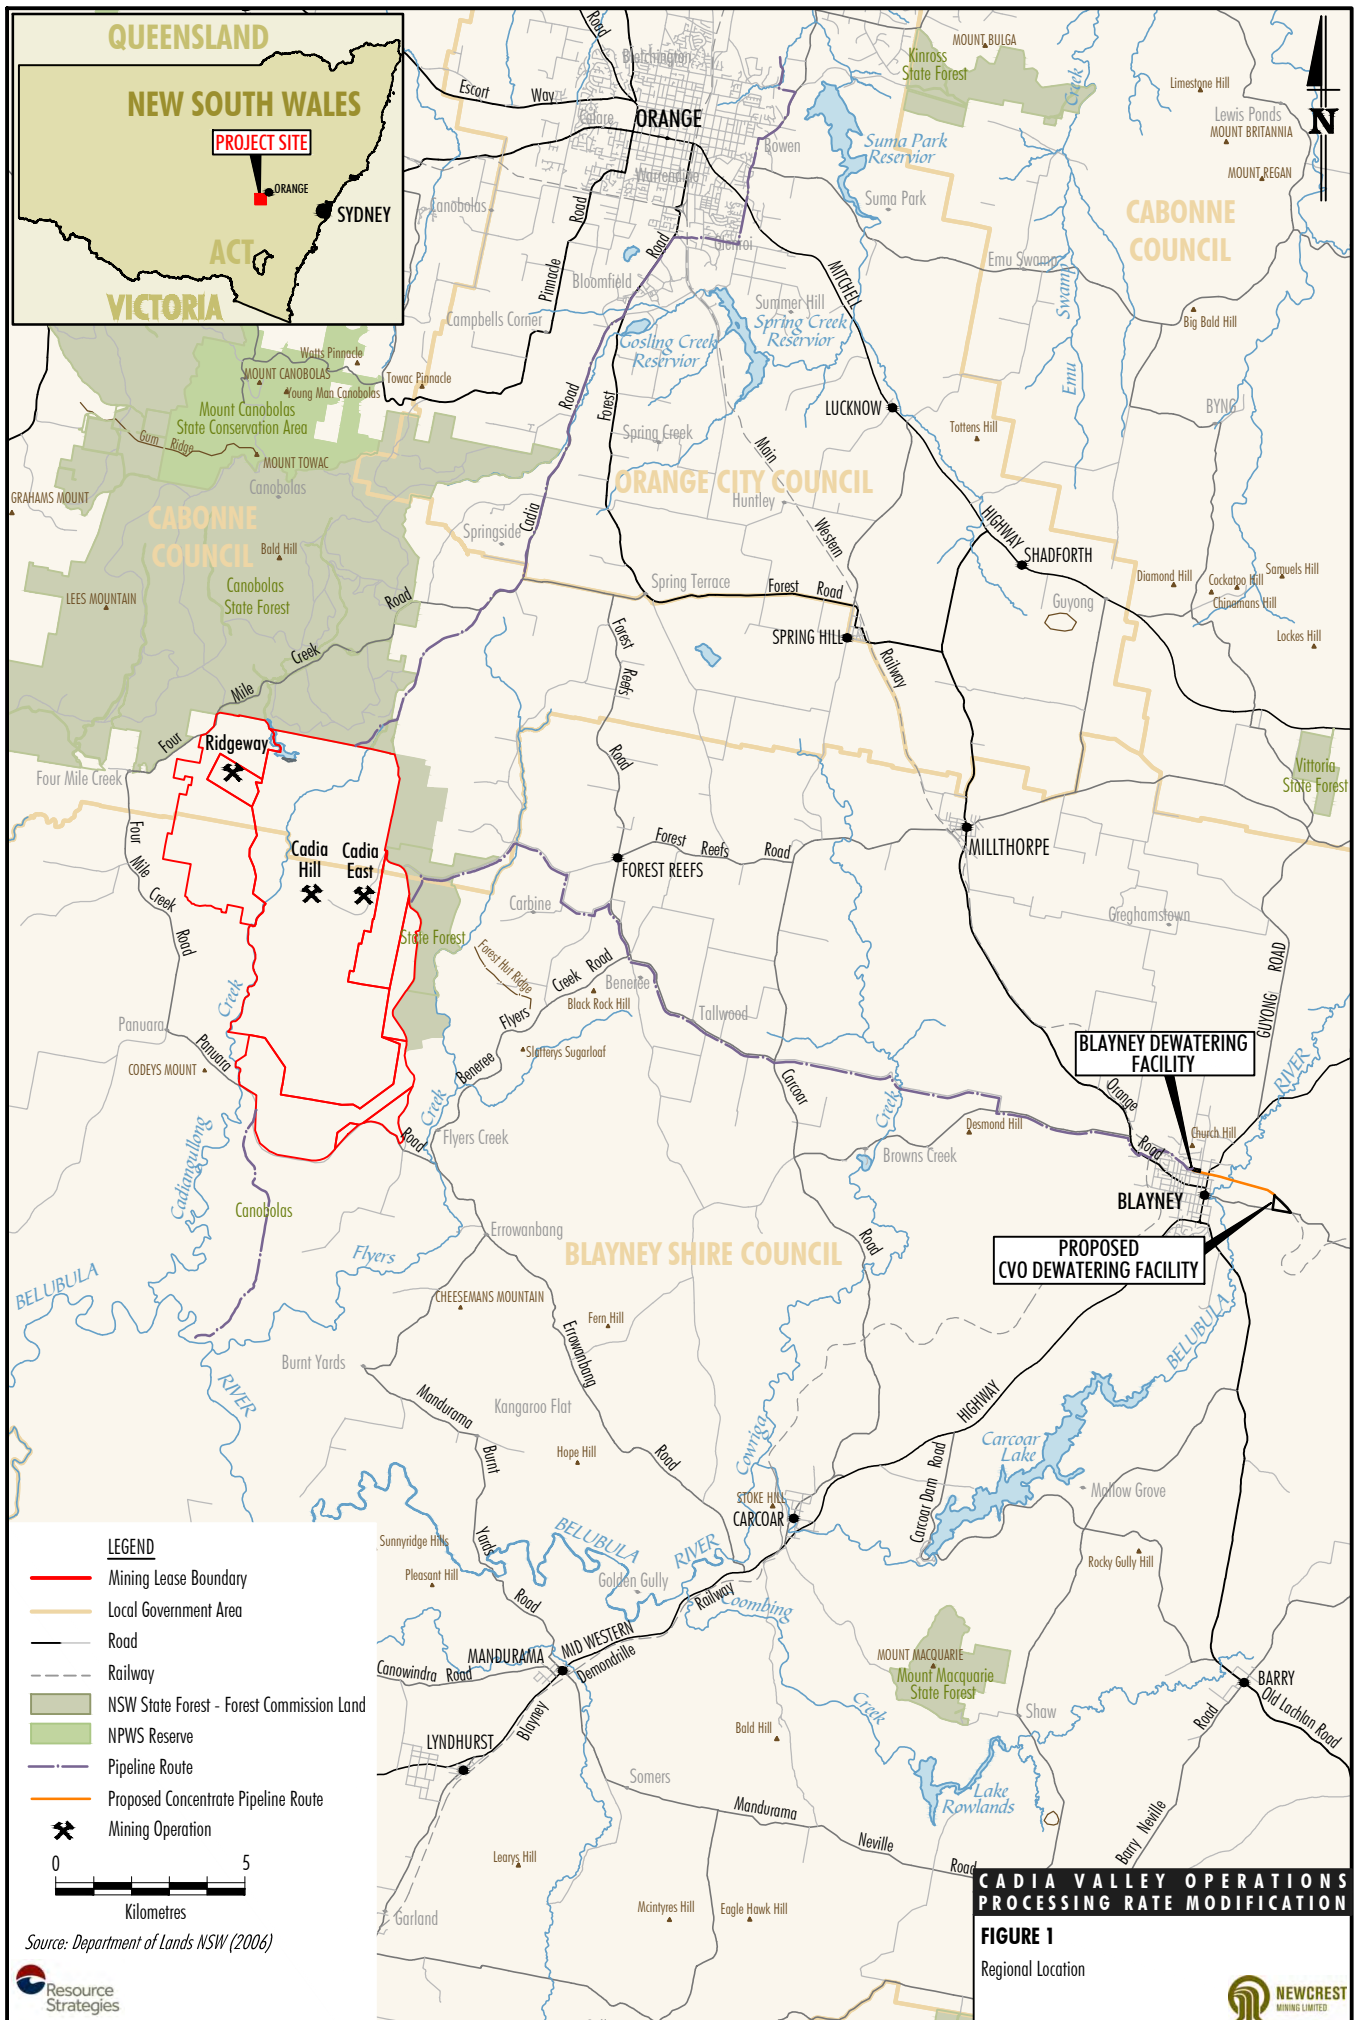 QUEENSLAND
NEW SOUTH WALES
PROJECT SITE
ORANGE
SYDNEY
ACT
VICTORIA
Road
Bletchington
Escort Way
Calare
ORANGE
Bowen
Warrendine
Kinross
State Forest
MOUNT BULGA
Creek
Limestone Hill
Lewis Ponds
MOUNT BRITANNIA
MOUNT REGAN
N
Suma Park
Reservior
Suma Park
CABONNE
COUNCIL
Canobolas
Road
Pinnacle
Road
Glenroi
Bloomfield
MITCHELL
Emu Swamp
Swamp
Emu
Big Bald Hill
Campbells Corner
Summer Hill
Spring Creek
Reservior
Gosling Creek
Reservior
Watts Pinnacle
MOUNT CANOBOLAS
Young Man Canobolas
Towac Pinnacle
Mount Canobolas
State Conservation Area
Gum Ridge
MOUNT TOWAC
Canobolas
Road
Forest
LUCKNOW
BYNG
Tottens Hill
Spring Creek
Main
ORANGE CITY COUNCIL
Huntley
GRAHAMS MOUNT
CABONNE
COUNCIL
Bald Hill
Springside
Cadia
Western
HIGHWAY
SHADFORTH
Canobolas
State Forest
LEES MOUNTAIN
Road
Spring Terrace
Forest Road
Guyong
Diamond Hill
Cockatoo Hill
Samuels Hill
Chinamans Hill
Lockes Hill
SPRING HILL
Forest
Reefs
Road
Railway
Four Mile Creek
Ridgeway
Four Mile Creek
Vittoria
State Forest
Four
Mile
Creek
Road
Cadia
Hill
Cadia
East
Forest Reefs Road
FOREST REEFS
MILLTHORPE
Carbine
State Forest
Forest Hut Ridge
Greghamstown
GUYONG ROAD
Flyers Creek Road
Beneree
Black Rock Hill
Tallwood
Creek
Panuara
Panuara
CODEYS MOUNT
Slatterys Sugarloaf
Beneree
Creek
Road
Flyers Creek
Carcoar
Creek
Desmond Hill
Browns Creek
BLAYNEY DEWATERING
FACILITY
RIVER
Orange
Road
Church Hill
BLAYNEY
PROPOSED
CVO DEWATERING FACILITY
Cadiangullong
Canobolas
Errowanbang
Flyers
BLAYNEY SHIRE COUNCIL
Road
BELUBULA
RIVER
CHEESEMANS MOUNTAIN
Fern Hill
Errowanbang
BELUBULA
Burnt Yards
Mandurama
Kangaroo Flat
HIGHWAY
Burnt
Hope Hill
Road
Cowriga
Carcoar
Lake
Carcoar Dam Road
Mallow Grove
STOKE HILL
CARCOAR
Yards
Sunnyridge Hills
BELUBULA
RIVER
Pleasant Hill
Golden Gully
Rocky Gully Hill
Road
Railway
Coombing
MANDURAMA
MID WESTERN
Demondrille
Canowindra Road
MOUNT MACQUARIE
Mount Macquarie
State Forest
BARRY
Old Lachlan Road
Road
Creek
Shaw
Bald Hill
LYNDHURST
Blayney
Somers
Mandurama
Neville
Road
Lake
Rowlands
Barry Neville
Learys Hill
Mcintyres Hill
Eagle Hawk Hill
Garland
LEGEND
Mining Lease Boundary
Local Government Area
Road
Railway
NSW State Forest - Forest Commission Land
NPWS Reserve
Pipeline Route
Proposed Concentrate Pipeline Route
Mining Operation
0 5
Kilometres
Source: Department of Lands NSW (2006)
Resource
Strategies
CADIA VALLEY OPERATIONS
PROCESSING RATE MODIFICATION
FIGURE 1
Regional Location
NEWCREST
MINING LIMITED